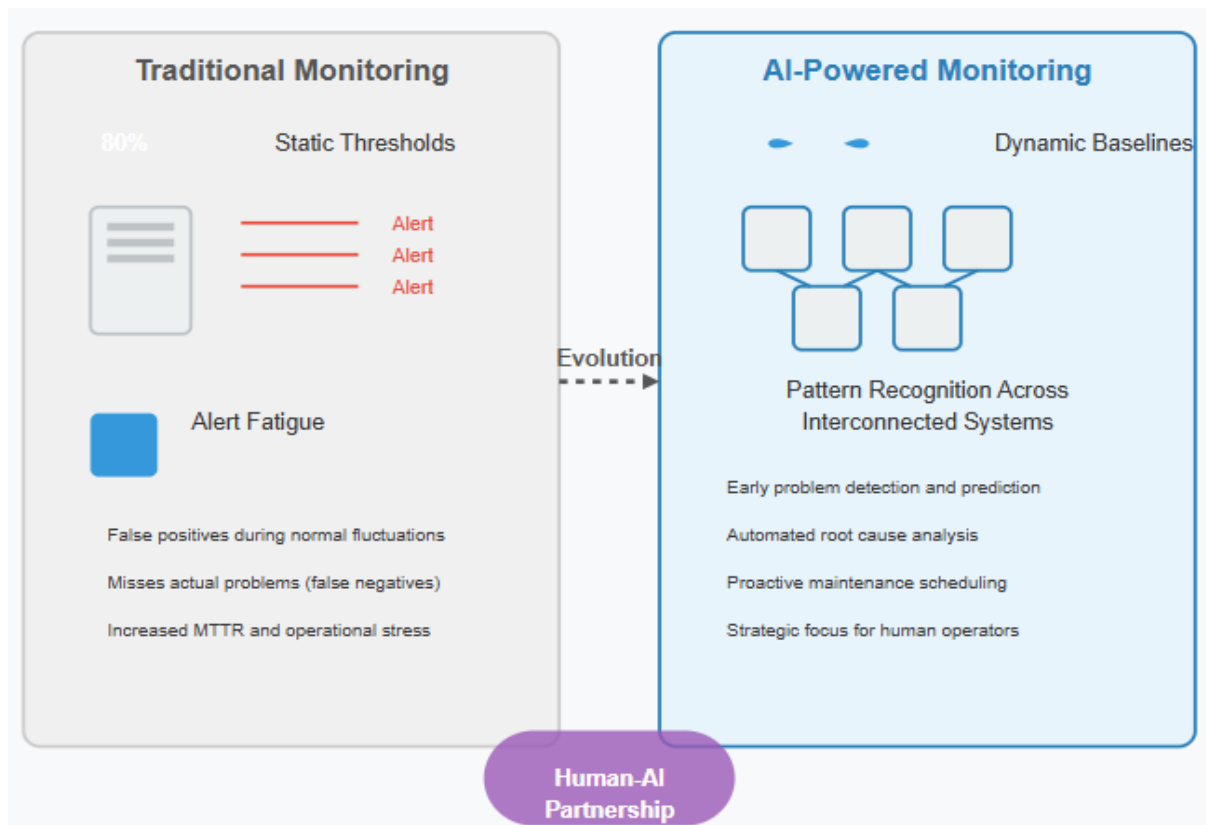 Traditional Monitoring
80%
Static Thresholds
Alert
Alert
Alert
Alert Fatigue
False positives during normal fluctuations
Misses actual problems (false negatives)
Increased MTTR and operational stress
Evolution
AI-Powered Monitoring
Dynamic Baselines
Pattern Recognition Across
Interconnected Systems
Early problem detection and prediction
Automated root cause analysis
Proactive maintenance scheduling
Strategic focus for human operators
Human-AI
Partnership